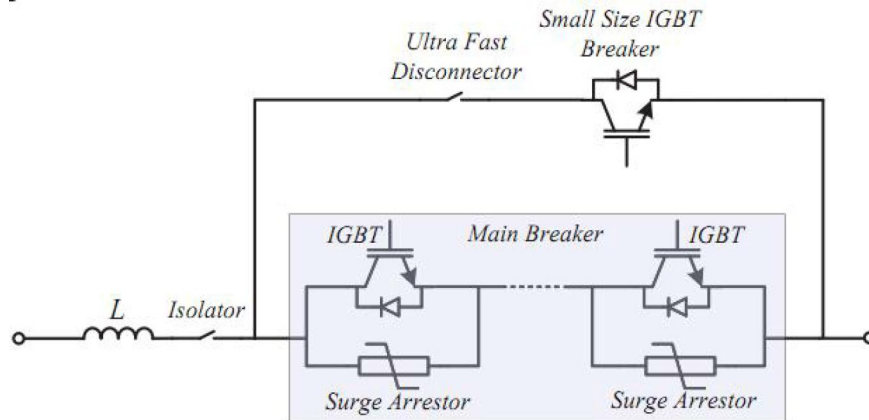 Small Size IGBT
Breaker
Ultra Fast
Disconnector
IGBT
Main Breaker
IGBT
L
Isolator
Surge Arrestor
Surge Arrestor